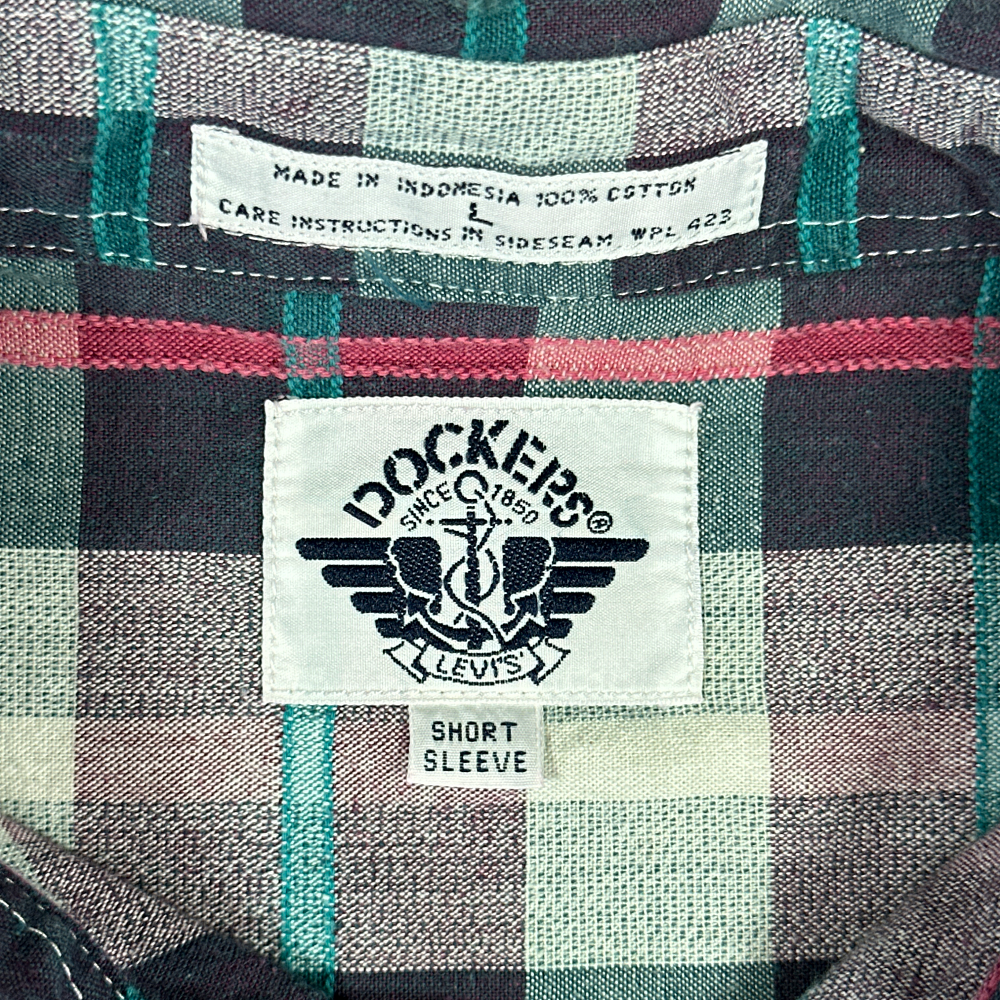 MADE IN INDONESIA 100% COTTON
L
CARE INSTRUCTIONS IN SIDESEAM WPL 423
DOCKERS®
SINCE 1850
LEVI'S®
SHORT
SLEEVE